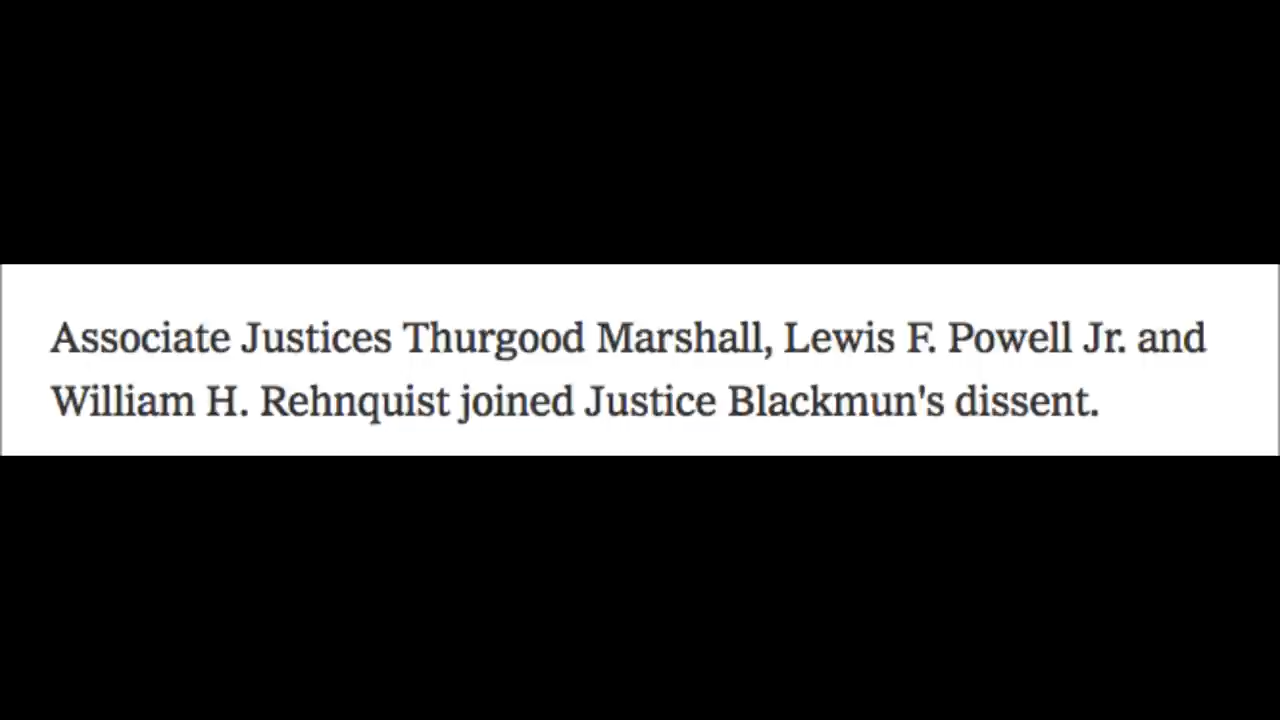 Associate Justices Thurgood Marshall, Lewis F. Powell Jr. and
William H. Rehnquist joined Justice Blackmun's dissent.